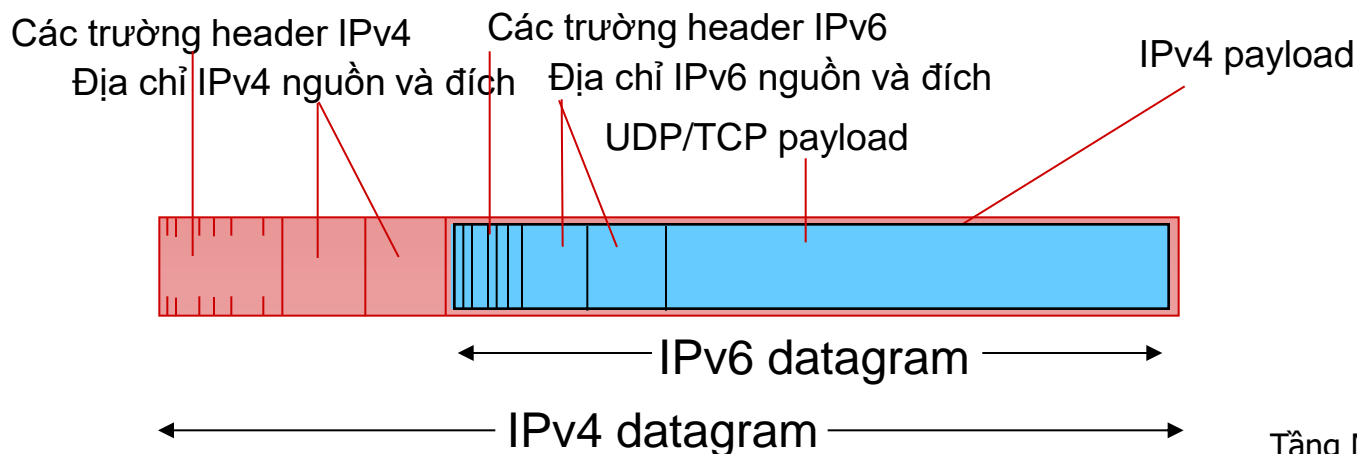 Các trường header IPv4
Các trường header IPv6
IPv4 payload
Địa chỉ IPv4 nguồn và đích
Địa chỉ IPv6 nguồn và đích
UDP/TCP payload
IPv6 datagram
IPv4 datagram
Tầng